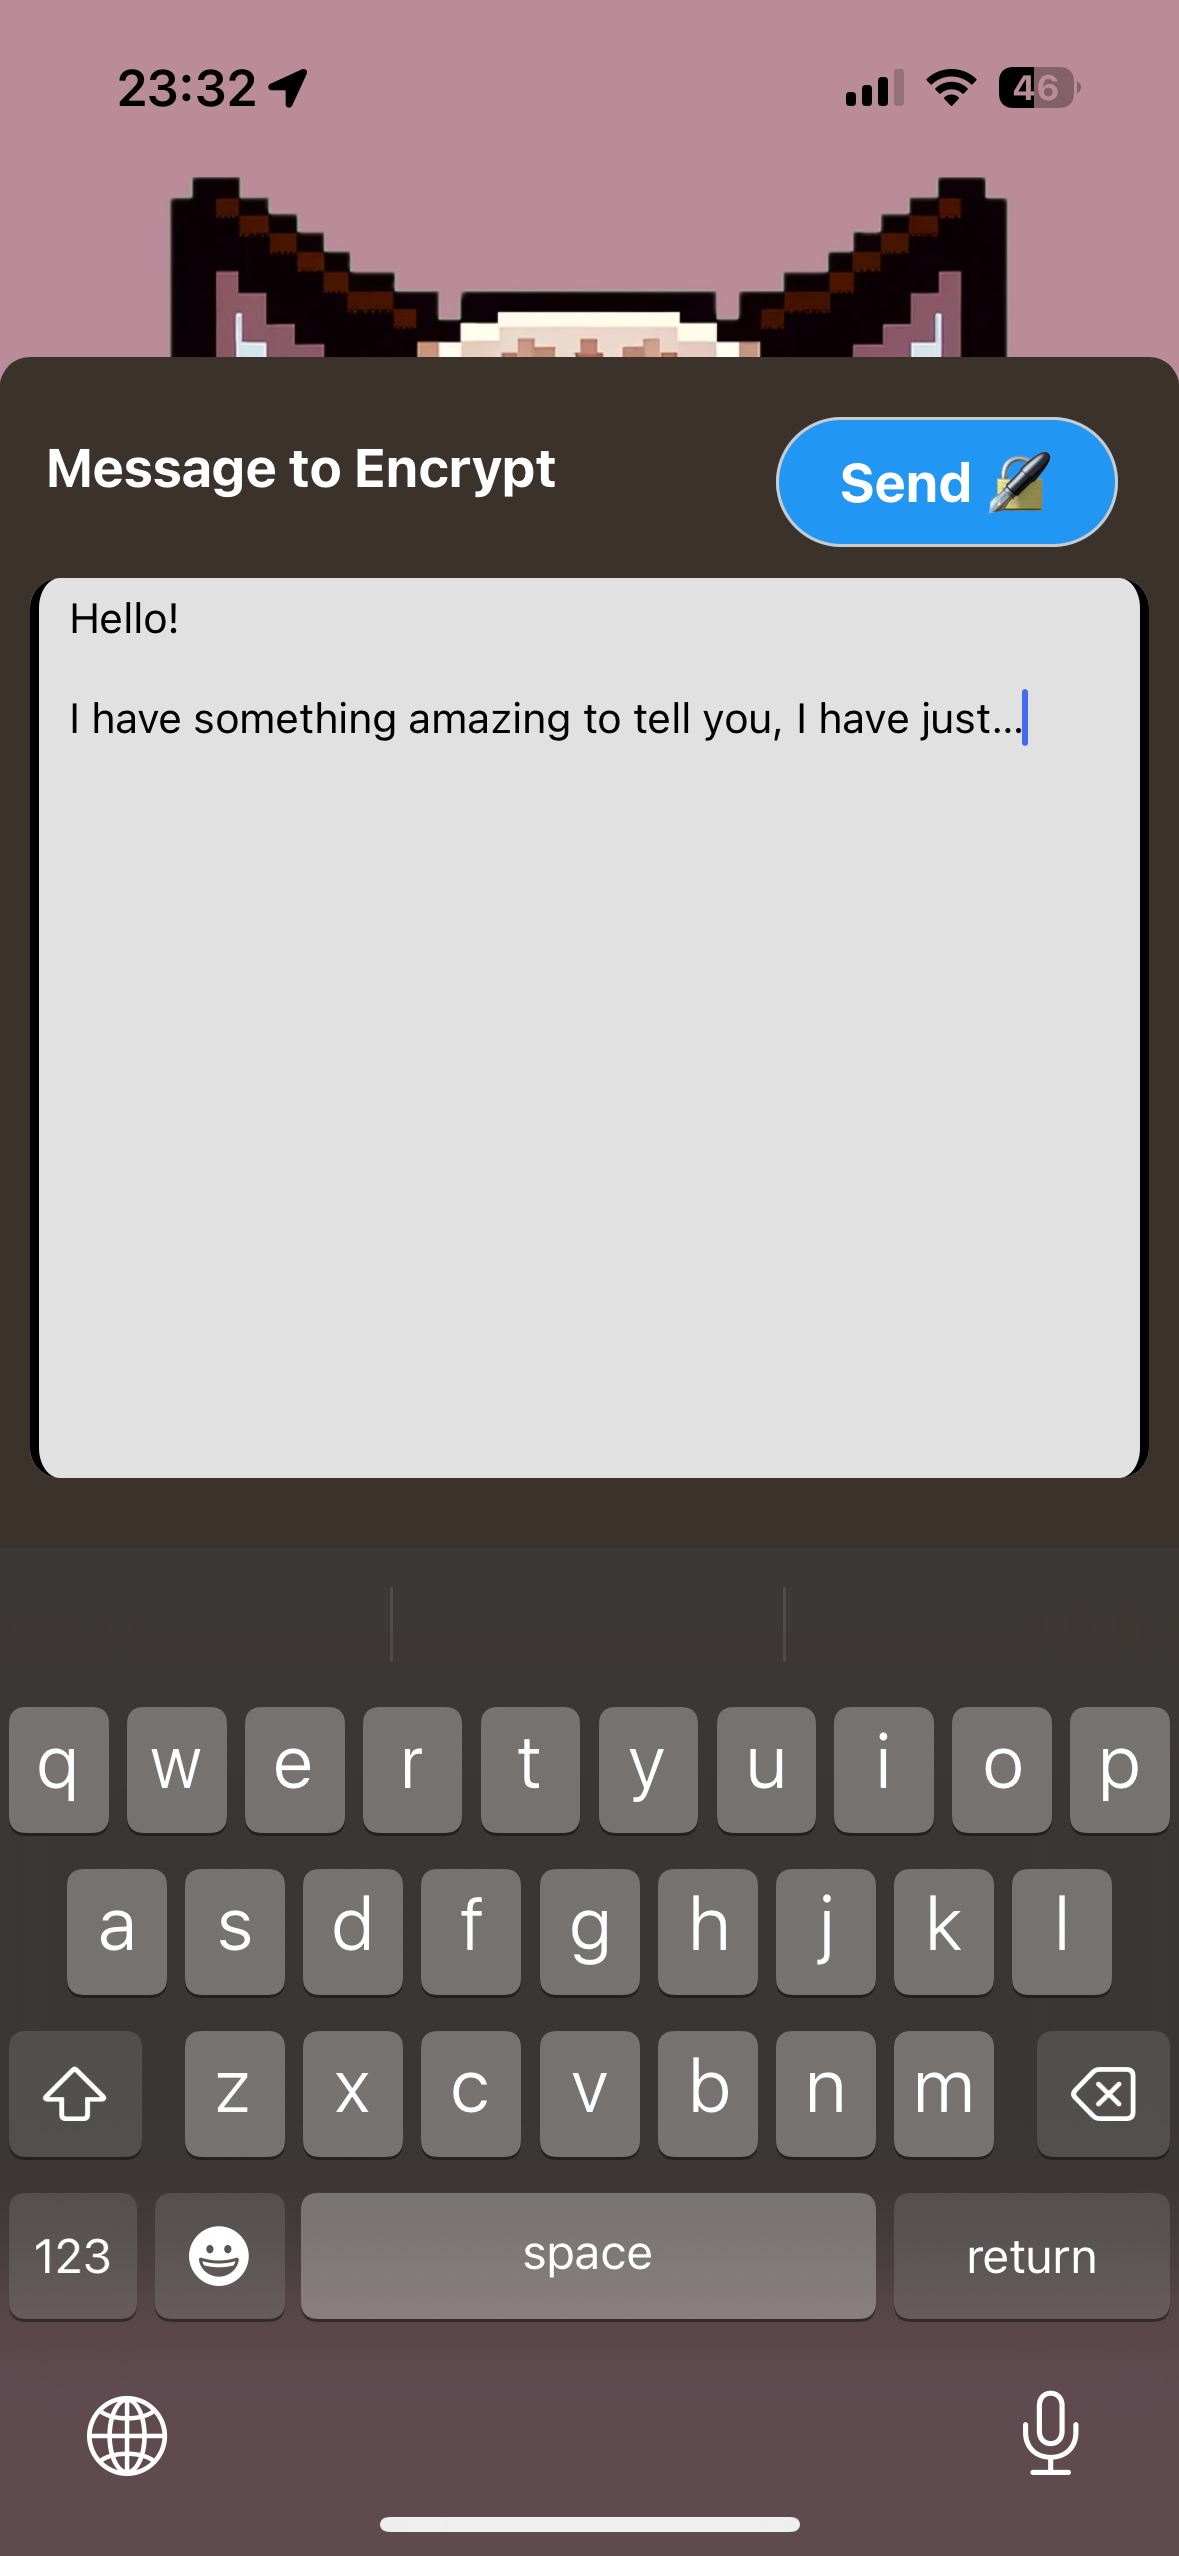 23:32
46
Message to Encrypt
Send 🔏
Hello!
I have something amazing to tell you, I have just...
q w e r t y u i o p
a s d f g h j k l
z x c v b n m
123 space return